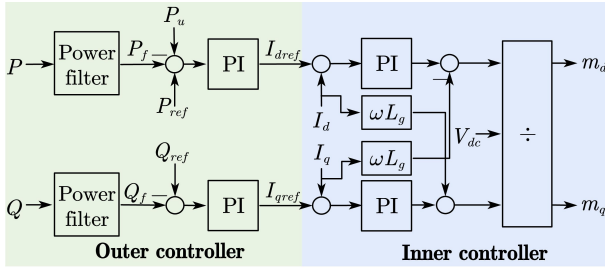 P
Power
filter
P_f
−
P_u
P_ref
PI
I_dref
I_d
PI
ωL_g
−
÷
m_d
V_dc
Q
Power
filter
Q_f
−
Q_ref
PI
I_qref
I_q
ωL_g
PI
m_q
Outer controller
Inner controller